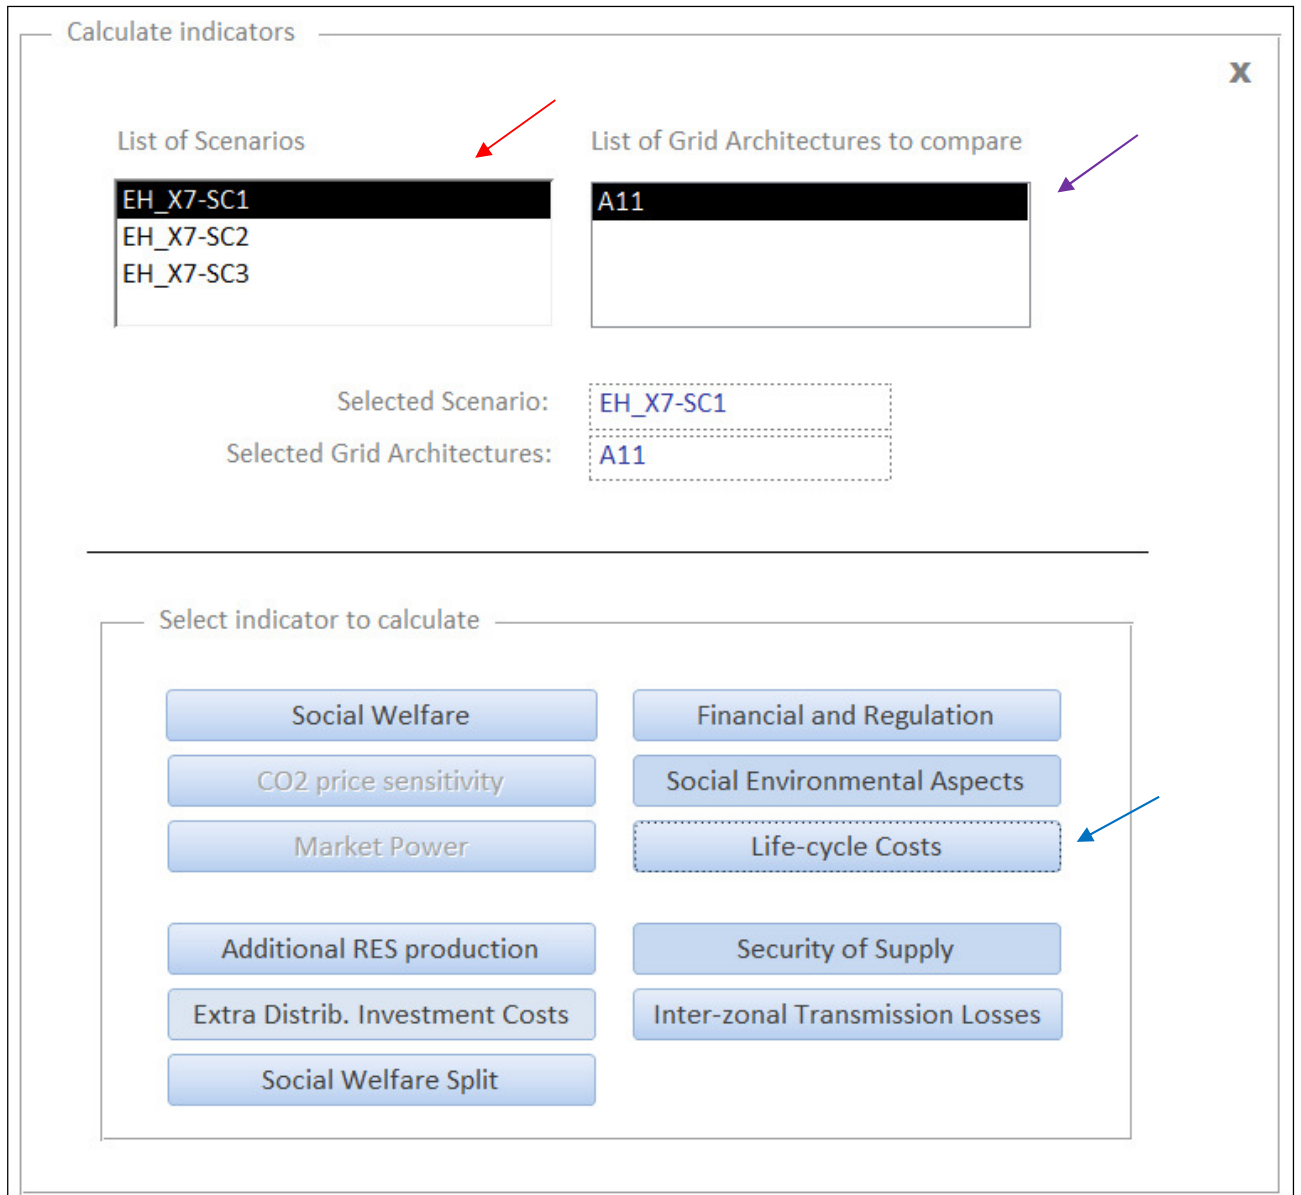 Calculate indicators
X
List of Scenarios
List of Grid Architectures to compare
EH_X7-SC1
EH_X7-SC2
EH_X7-SC3
A11
Selected Scenario:
EH_X7-SC1
Selected Grid Architectures:
A11
Select indicator to calculate
Social Welfare
Financial and Regulation
CO2 price sensitivity
Social Environmental Aspects
Market Power
Life-cycle Costs
Additional RES production
Security of Supply
Extra Distrib. Investment Costs
Inter-zonal Transmission Losses
Social Welfare Split